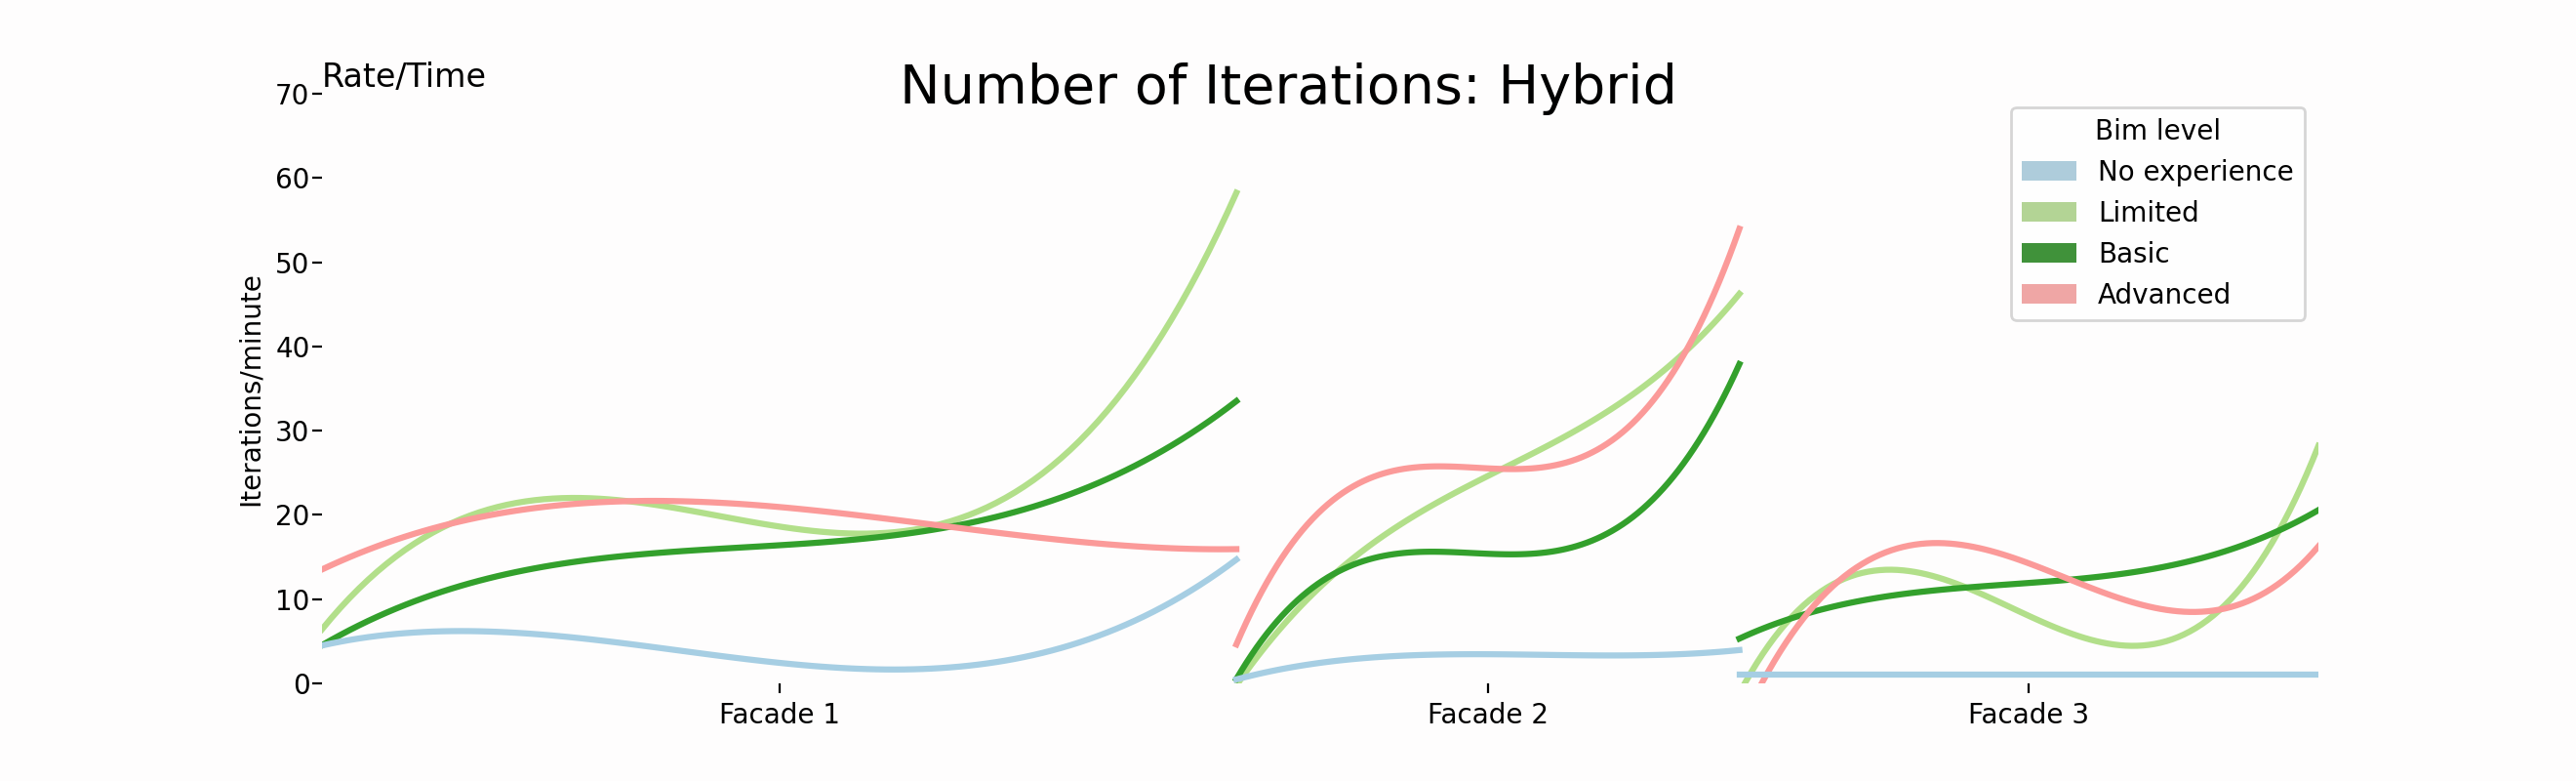 Rate/Time
Number of Iterations: Hybrid
70
60
50
40
30
20
10
0
Iterations/minute
Bim level
No experience
Limited
Basic
Advanced
Facade 1
Facade 2
Facade 3